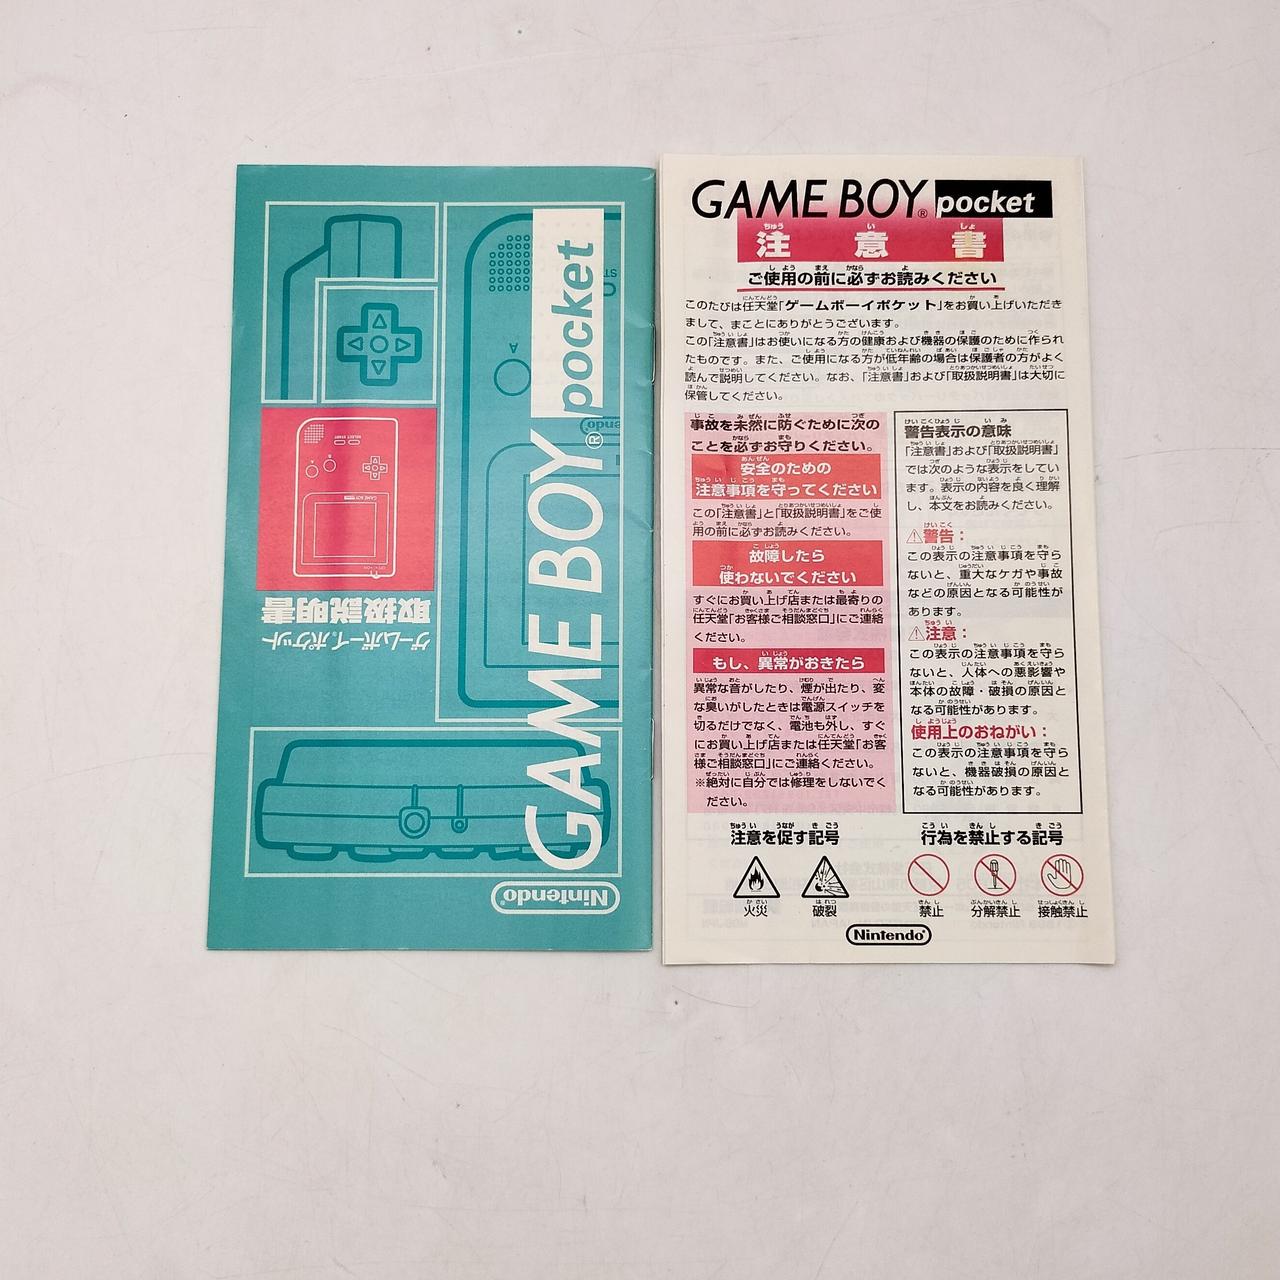 GAME BOY® pocket
ゲームボーイ®ポケット
取扱説明書
Nintendo®
A
SELECT START
GAME BOY® pocket
注意書
ご使用の前に必ずお読みください
このたびは任天堂「ゲームボーイポケット」をお買い上げいただき
まして、まことにありがとうございます。
この「注意書」はお使いになる方の健康および機器の保護のために作られ
たものです。また、ご使用になる方が低年齢の場合は保護者の方がよく
読んで説明してください。なお、「注意書」および「取扱説明書」は大切に
保管してください。
事故を未然に防ぐために次の
ことを必ずお守りください。
安全のための
注意事項を守ってください
この「注意書」と「取扱説明書」をご使
用の前に必ずお読みください。
故障したら
使わないでください
すぐにお買い上げ店または最寄りの
任天堂「お客様ご相談窓口」にご連絡
ください。
もし、異常がおきたら
異常な音がしたり、煙が出たり、変
な臭いがしたときは電源スイッチを
切るだけでなく、電池も外し、すぐ
にお買い上げ店または任天堂「お客
様ご相談窓口」にご連絡ください。
※絶対に自分では修理をしないでく
ださい。
警告表示の意味
「注意書」および「取扱説明書」
では次のような表示をしてい
ます。表示の内容を良く理解
し、本文をお読みください。
⚠警告：
この表示の注意事項を守ら
ないと、重大なケガや事故
などの原因となる可能性が
あります。
⚠注意：
この表示の注意事項を守ら
ないと、人体への悪影響や
本体の故障・破損の原因と
なる可能性があります。
使用上のおねがい：
この表示の注意事項を守ら
ないと、機器破損の原因と
なる可能性があります。
注意を促す記号
火災 破裂
行為を禁止する記号
禁止 分解禁止 接触禁止
Nintendo®